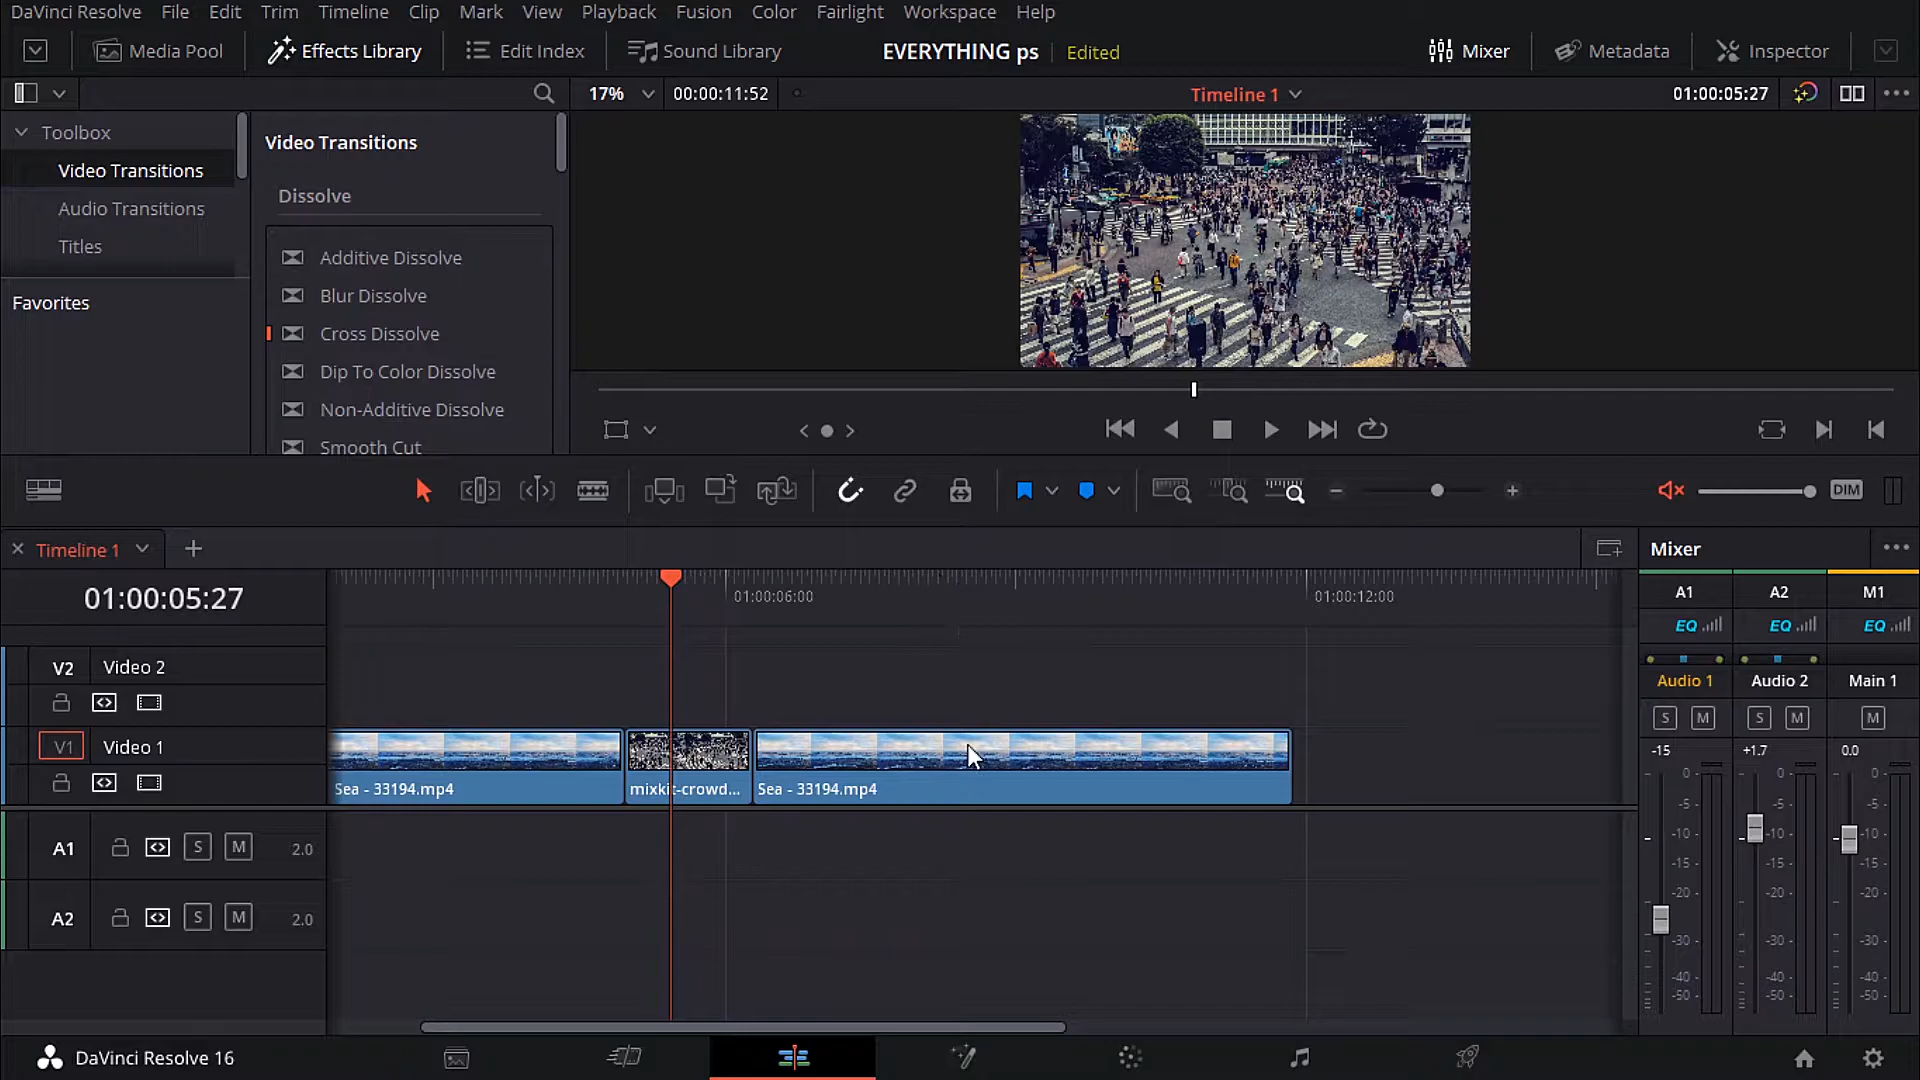 DaVinci Resolve File Edit Trim Timeline Clip Mark View Playback Fusion Color Fairlight Workspace Help
Media Pool Effects Library Edit Index Sound Library EVERYTHING ps Edited Mixer Metadata Inspector
17% 00:00:11:52 Timeline 1 01:00:05:27
Toolbox
Video Transitions
Audio Transitions
Titles
Favorites
Video Transitions
Dissolve
Additive Dissolve
Blur Dissolve
Cross Dissolve
Dip To Color Dissolve
Non-Additive Dissolve
Smooth Cut
DIM
Timeline 1
01:00:05:27
01:00:06:00 01:00:12:00
V2 Video 2
V1 Video 1
Sea - 33194.mp4 mixkit-crowd... Sea - 33194.mp4
A1 S M 2.0
A2 S M 2.0
Mixer
A1 A2 M1
EQ EQ EQ
Audio 1 Audio 2 Main 1
S M S M M
-15 +1.7 0.0
0- 0- 0-
-5- -5- -5-
-10- -10- -10-
-15- -15- -15-
-20- -20- -20-
-30- -30- -30-
-40- -40- -40-
-50- -50- -50-
DaVinci Resolve 16